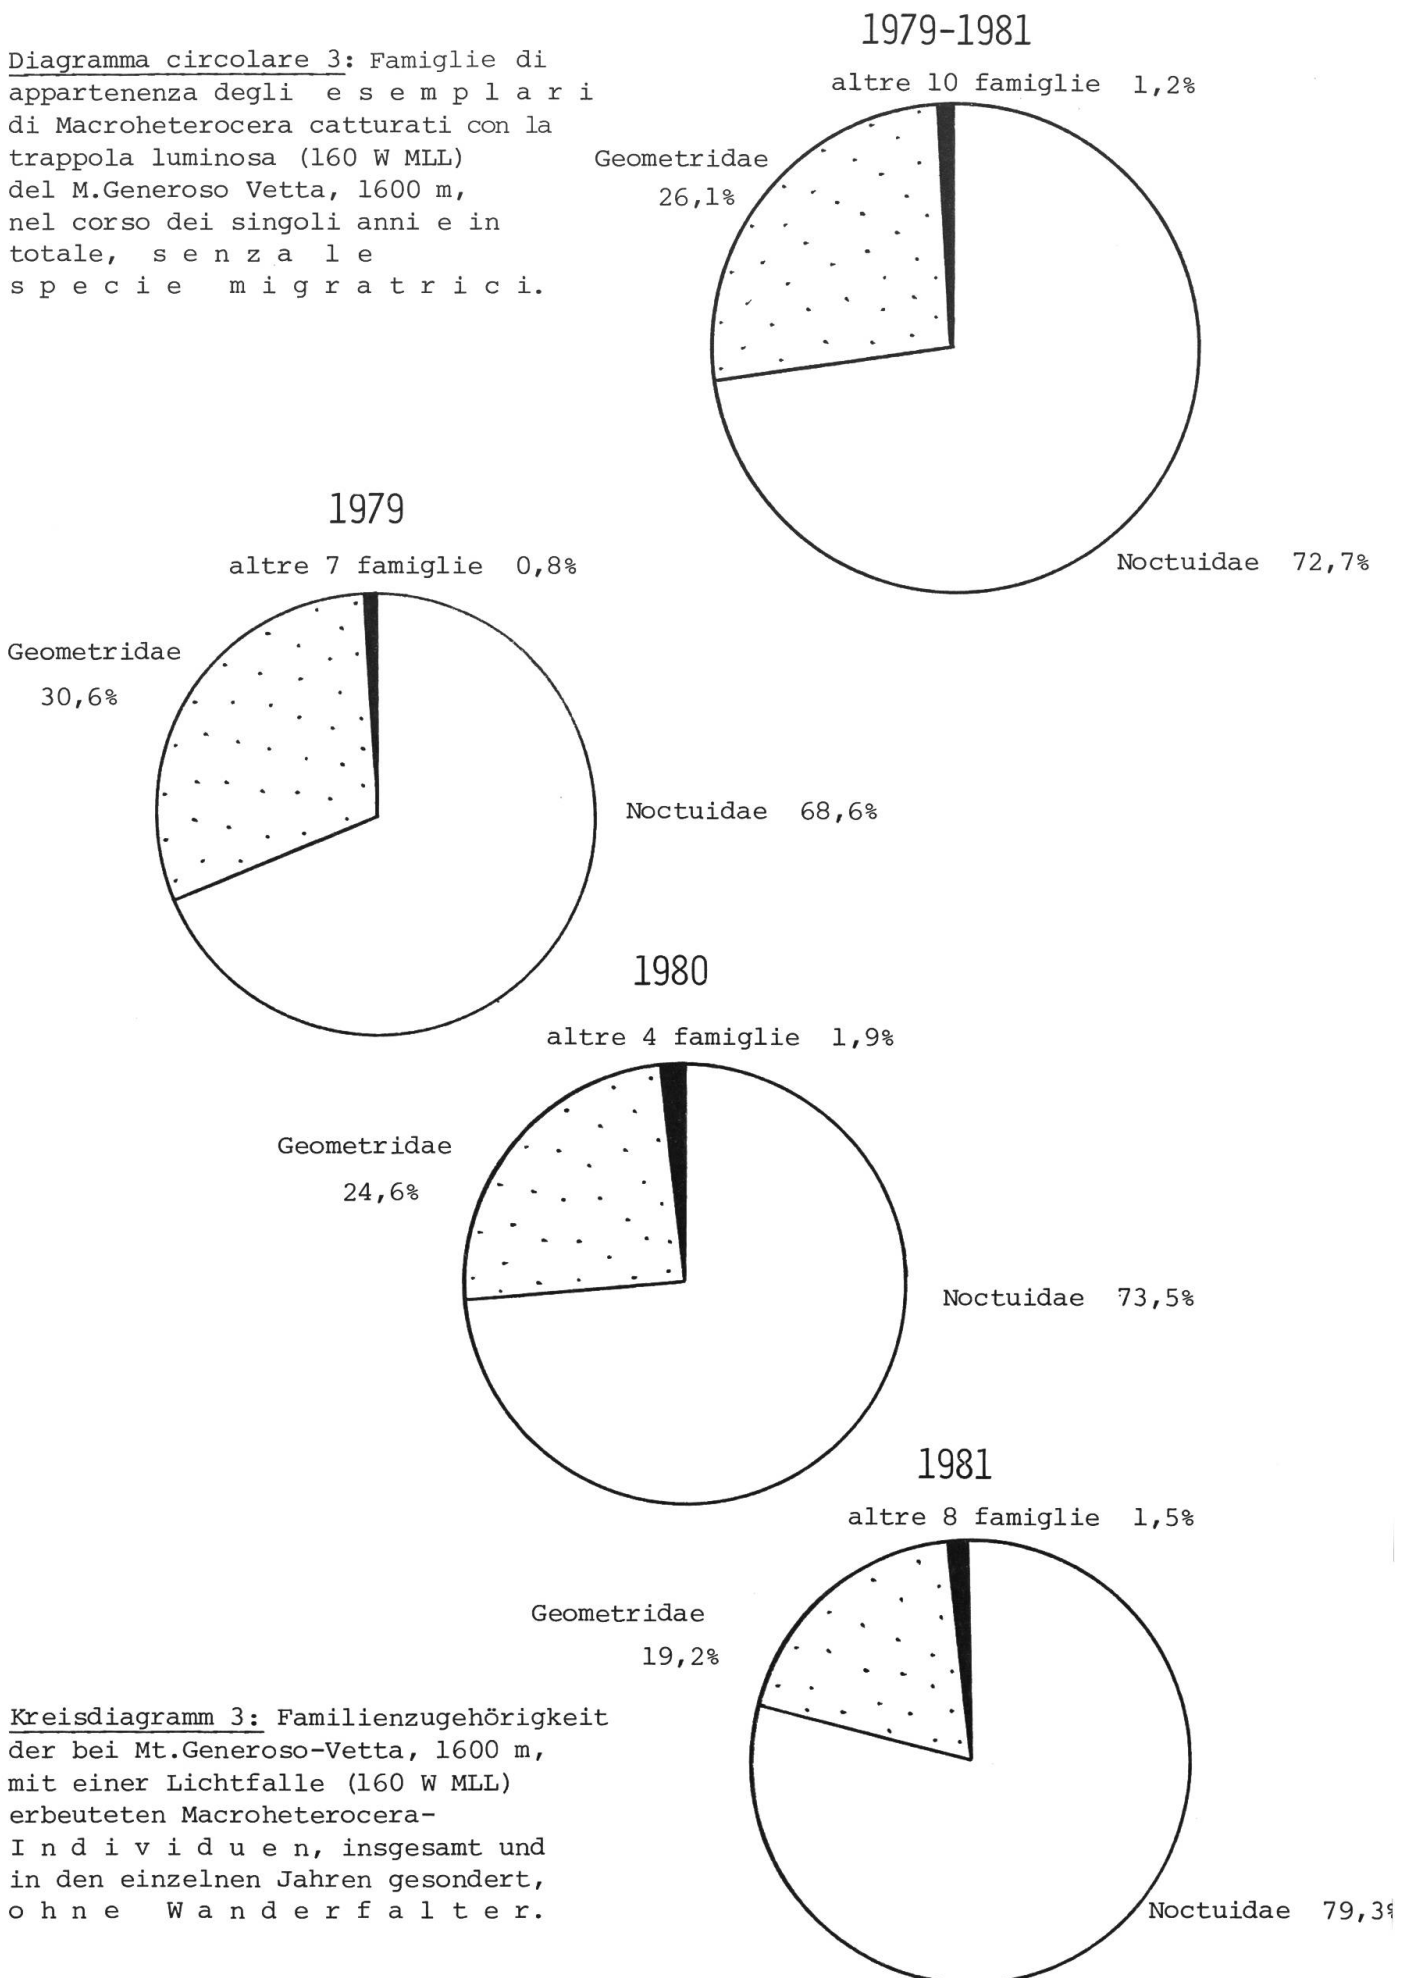 Diagramma circolare 3: Famiglie di
appartenenza degli e s e m p l a r i
di Macroheterocera catturati con la
trappola luminosa (160 W MLL)
del M.Generoso Vetta, 1600 m,
nel corso dei singoli anni e in
totale, s e n z a l e
s p e c i e m i g r a t r i c i.
1979-1981
altre 10 famiglie 1,2%
Geometridae
26,1%
Noctuidae 72,7%
1979
altre 7 famiglie 0,8%
Geometridae
30,6%
Noctuidae 68,6%
1980
altre 4 famiglie 1,9%
Geometridae
24,6%
Noctuidae 73,5%
1981
altre 8 famiglie 1,5%
Geometridae
19,2%
Noctuidae 79,3%
Kreisdiagramm 3: Familienzugehörigkeit
der bei Mt.Generoso-Vetta, 1600 m,
mit einer Lichtfalle (160 W MLL)
erbeuteten Macroheterocera-
I n d i v i d u e n, insgesamt und
in den einzelnen Jahren gesondert,
o h n e W a n d e r f a l t e r.